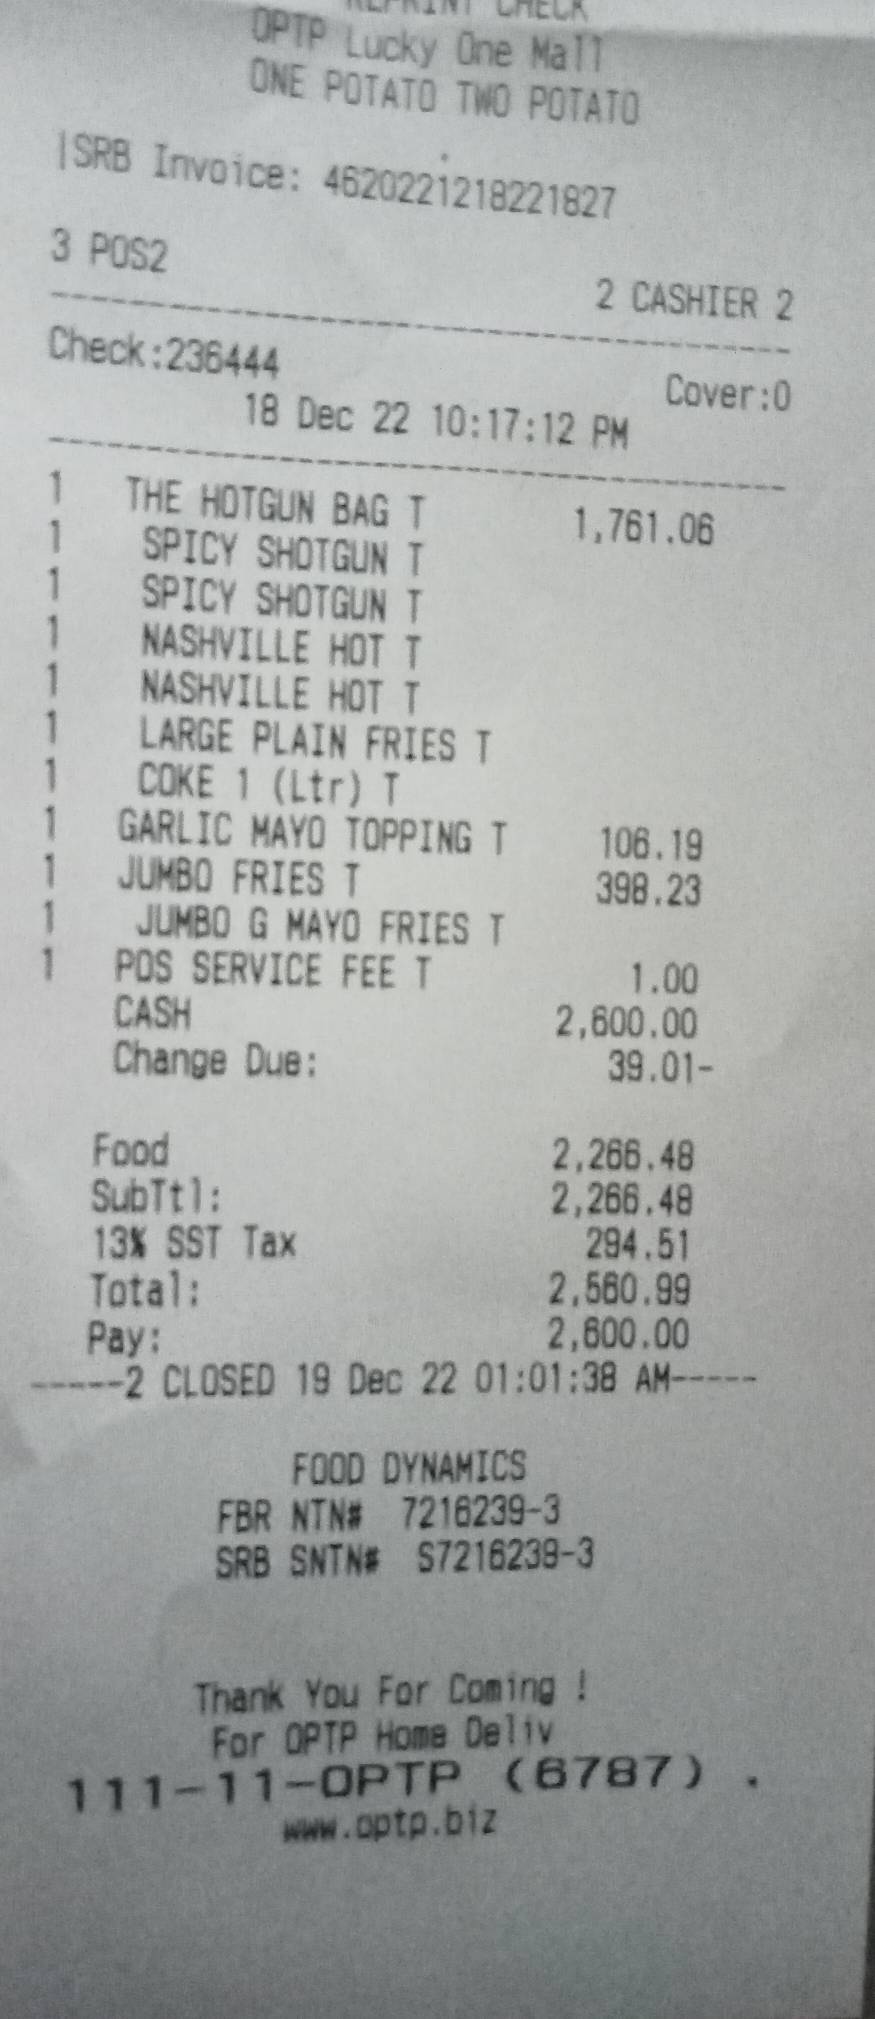 REPRINT CHECK
OPTP Lucky One Mall
ONE POTATO TWO POTATO
|SRB Invoice: 4620221218221827
3 POS2 2 CASHIER 2
Check:236444 Cover:0
18 Dec 22 10:17:12 PM
1 THE HOTGUN BAG T 1,761.06
1 SPICY SHOTGUN T
1 SPICY SHOTGUN T
1 NASHVILLE HOT T
1 NASHVILLE HOT T
1 LARGE PLAIN FRIES T
1 COKE 1 (Ltr) T
1 GARLIC MAYO TOPPING T 106.19
1 JUMBO FRIES T 398.23
1 JUMBO G MAYO FRIES T
1 POS SERVICE FEE T 1.00
CASH 2,600.00
Change Due: 39.01-
Food 2,266.48
SubTtl: 2,266.48
13% SST Tax 294.51
Total: 2,560.99
Pay: 2,600.00
-----2 CLOSED 19 Dec 22 01:01:38 AM-----
FOOD DYNAMICS
FBR NTN# 7216239-3
SRB SNTN# S7216239-3
Thank You For Coming !
For OPTP Home Deliv
111-11-OPTP (6787) .
www.optp.biz